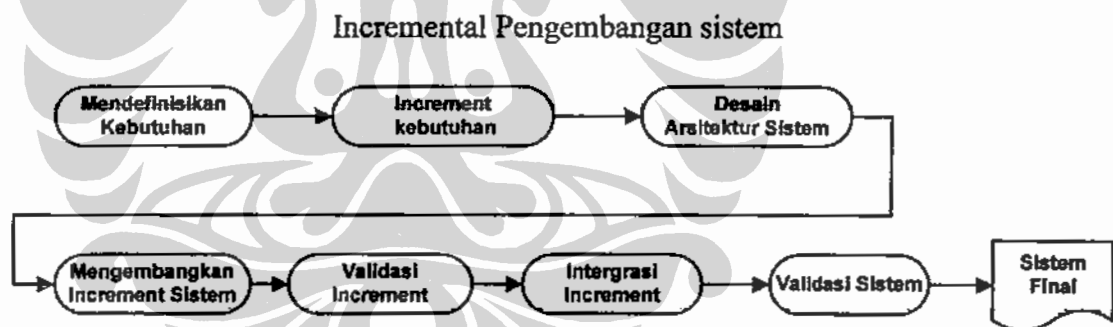 Incremental Pengembangan sistem
Mendefinisikan
Kebutuhan
Increment
kebutuhan
Desain
Arsitektur Sistem
Mengembangkan
Increment Sistem
Validasi
Increment
Intergrasi
Increment
Validasi Sistem
Sistem
Final